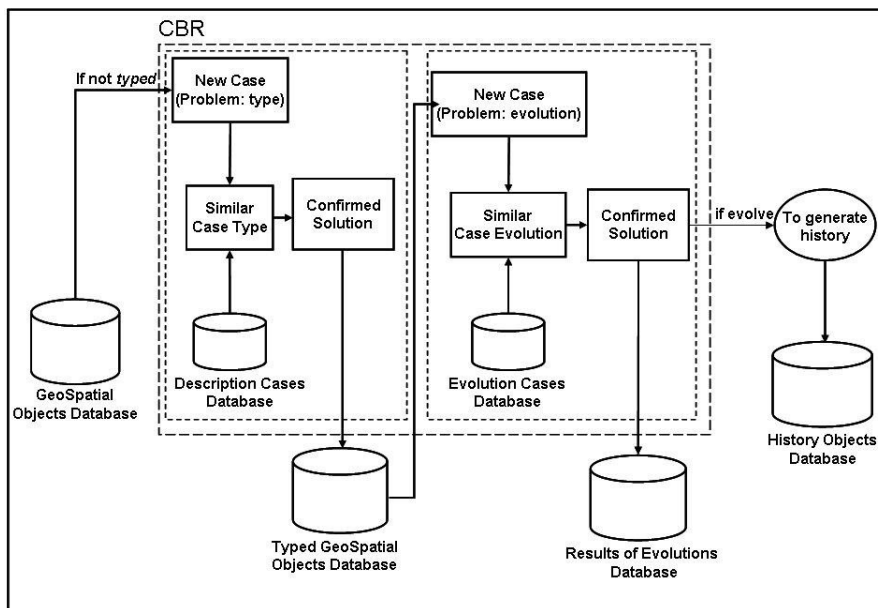 CBR
If not typed
New Case
(Problem: type)
New Case
(Problem: evolution)
Similar
Case Type
Confirmed
Solution
Similar
Case Evolution
Confirmed
Solution
if evolve
To generate
history
GeoSpatial
Objects Database
Description Cases
Database
Evolution Cases
Database
History Objects
Database
Typed GeoSpatial
Objects Database
Results of Evolutions
Database